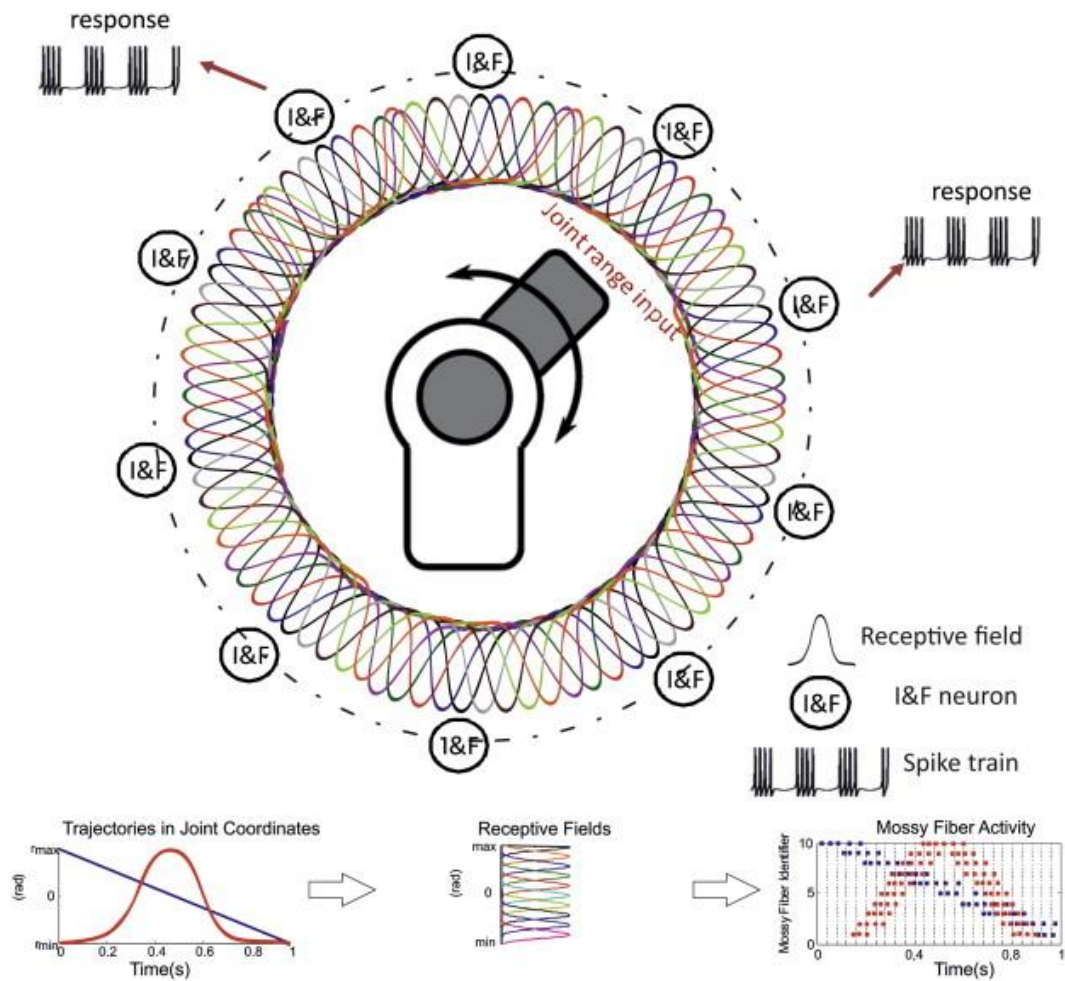 response
I&F
I&F
I&F
response
Joint range input
I&F
I&F
I&F
I&F
I&F
I&F
I&F
Receptive field
I&F
I&F neuron
Spike train
Trajectories in Joint Coordinates
rmax
(rad)
0
rmin
0 0.2 0.4 0.6 0.8 1
Time(s)
Receptive Fields
max
(rad)
0
min
Mossy Fiber Activity
Mossy Fiber Identifier
10
5
0
0 0.4 0.8 1
Time(s)